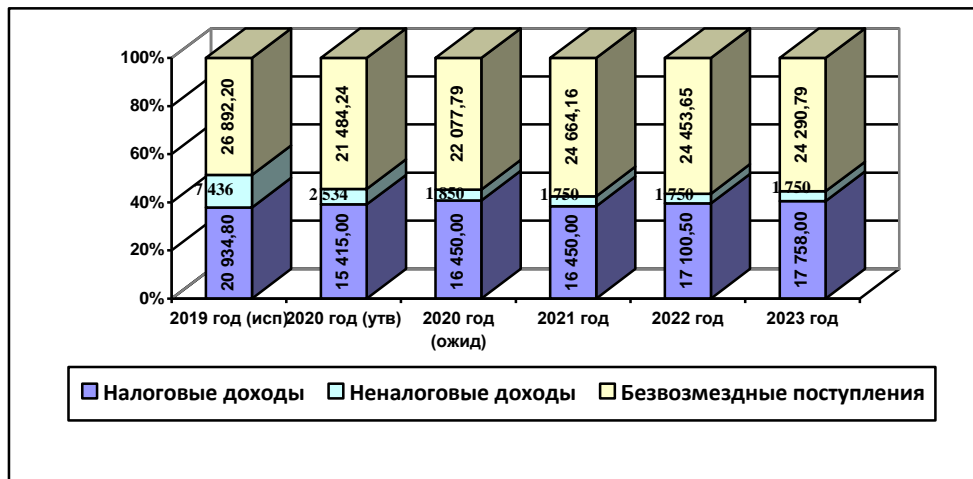 100%
80%
60%
40%
20%
0%
26 892,20
21 484,24
22 077,79
24 664,16
24 453,65
24 290,79
7 436
2 534
1 850
1 750
1 750
1 750
20 934,80
15 415,00
16 450,00
16 450,00
17 100,50
17 758,00
2019 год (исп)
2020 год (утв)
2020 год
(ожид)
2021 год
2022 год
2023 год
Налоговые доходы
Неналоговые доходы
Безвозмездные поступления